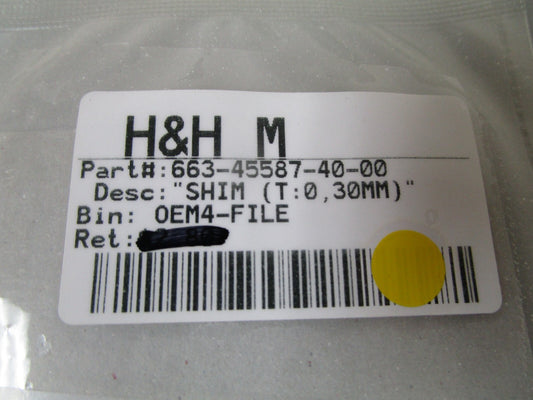 H&H M
Part#:663-45587-40-00
Desc:"SHIM (T:0,30MM)"
Bin: OEM4-FILE
Ret: